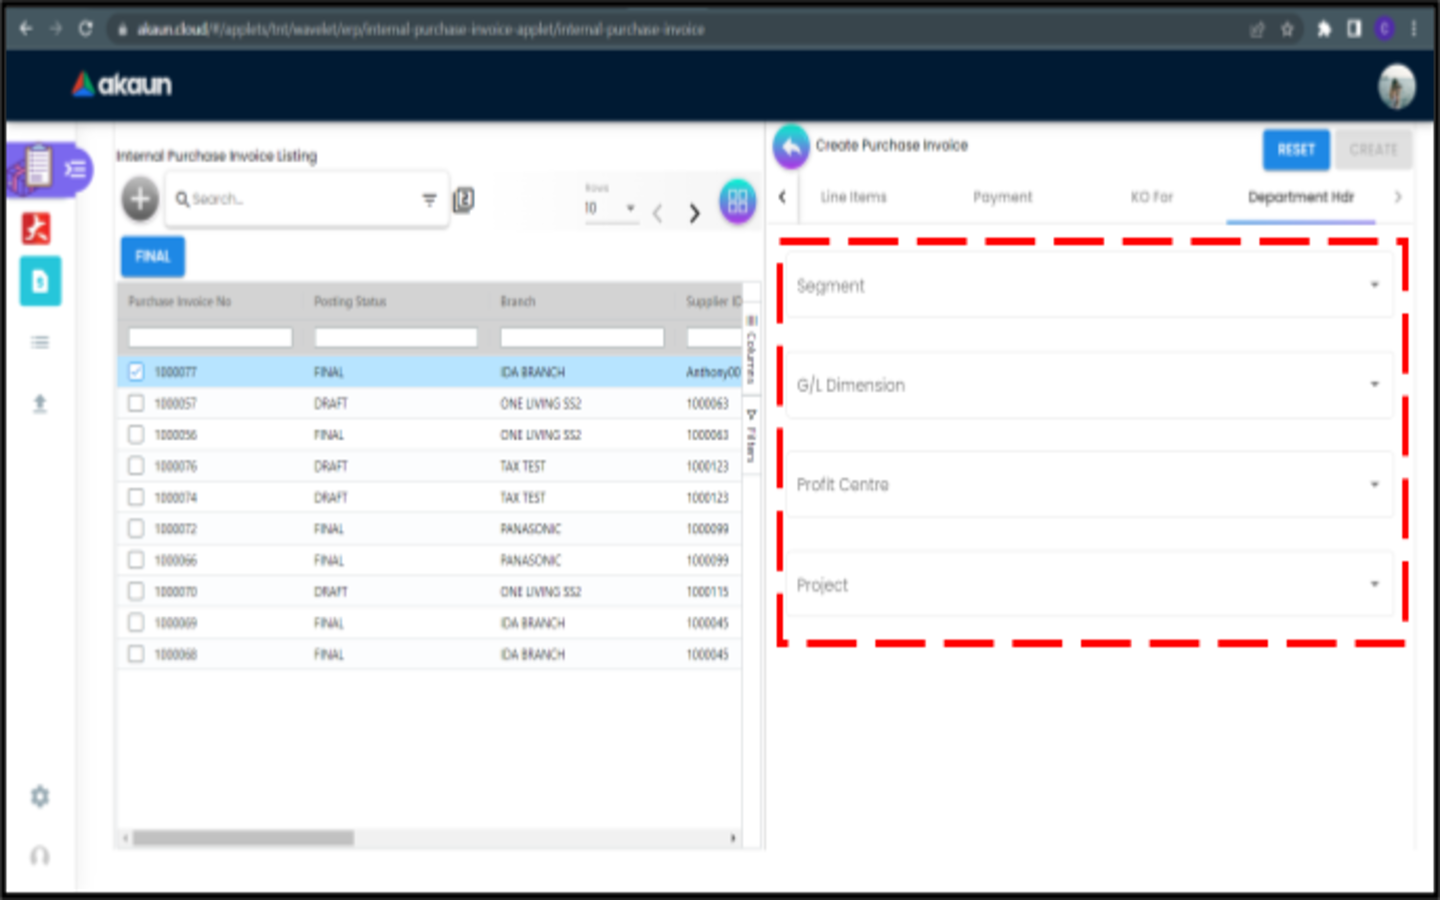 akaun.cloud/#/applets/tnt/wavelet/erp/internal-purchase-invoice-applet/internal-purchase-invoice
akaun
Internal Purchase Invoice Listing
Search...
Rows
10
FINAL
Purchase Invoice No Posting Status Branch Supplier ID
1000077 FINAL IDA BRANCH Anthony00
1000057 DRAFT ONE LIVING SS2 1000063
1000056 FINAL ONE LIVING SS2 1000063
1000076 DRAFT TAX TEST 1000123
1000074 DRAFT TAX TEST 1000123
1000072 FINAL PANASONIC 1000099
1000066 FINAL PANASONIC 1000099
1000070 DRAFT ONE LIVING SS2 1000115
1000069 FINAL IDA BRANCH 1000045
1000068 FINAL IDA BRANCH 1000045
Columns
Filters
Create Purchase Invoice
RESET CREATE
Line Items Payment KO For Department Hdr
Segment
G/L Dimension
Profit Centre
Project